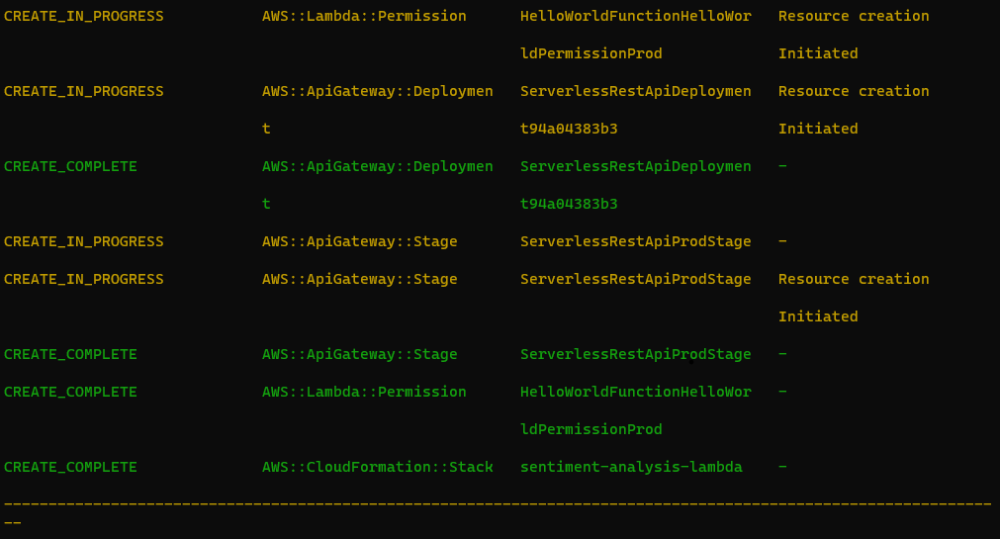 CREATE_IN_PROGRESS AWS::Lambda::Permission HelloWorldFunctionHelloWor Resource creation
ldPermissionProd Initiated
CREATE_IN_PROGRESS AWS::ApiGateway::Deploymen ServerlessRestApiDeploymen Resource creation
t t94a04383b3 Initiated
CREATE_COMPLETE AWS::ApiGateway::Deploymen ServerlessRestApiDeploymen -
t t94a04383b3
CREATE_IN_PROGRESS AWS::ApiGateway::Stage ServerlessRestApiProdStage -
CREATE_IN_PROGRESS AWS::ApiGateway::Stage ServerlessRestApiProdStage Resource creation
Initiated
CREATE_COMPLETE AWS::ApiGateway::Stage ServerlessRestApiProdStage -
CREATE_COMPLETE AWS::Lambda::Permission HelloWorldFunctionHelloWor -
ldPermissionProd
CREATE_COMPLETE AWS::CloudFormation::Stack sentiment-analysis-lambda -
---------------------------------------------------------------------------------------------------------------
--